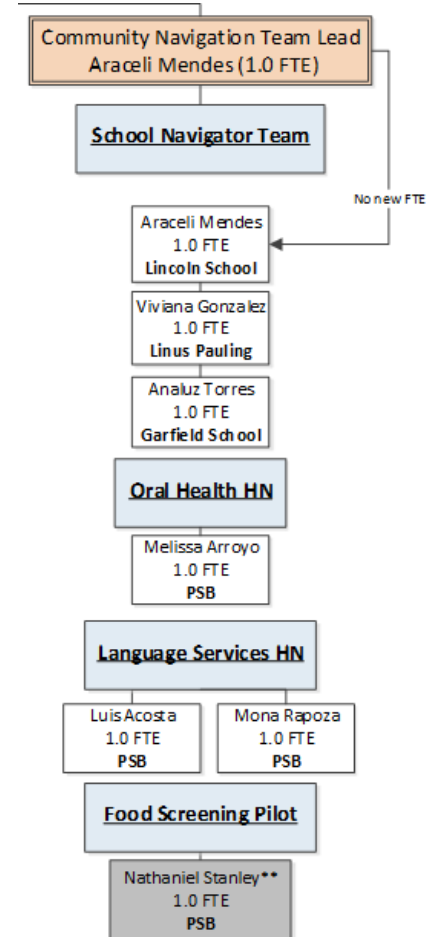 Community Navigation Team Lead
Araceli Mendes (1.0 FTE)
School Navigator Team
No new FTE
Araceli Mendes
1.0 FTE
Lincoln School
Viviana Gonzalez
1.0 FTE
Linus Pauling
Analuz Torres
1.0 FTE
Garfield School
Oral Health HN
Melissa Arroyo
1.0 FTE
PSB
Language Services HN
Luis Acosta
1.0 FTE
PSB
Mona Rapoza
1.0 FTE
PSB
Food Screening Pilot
Nathaniel Stanley**
1.0 FTE
PSB